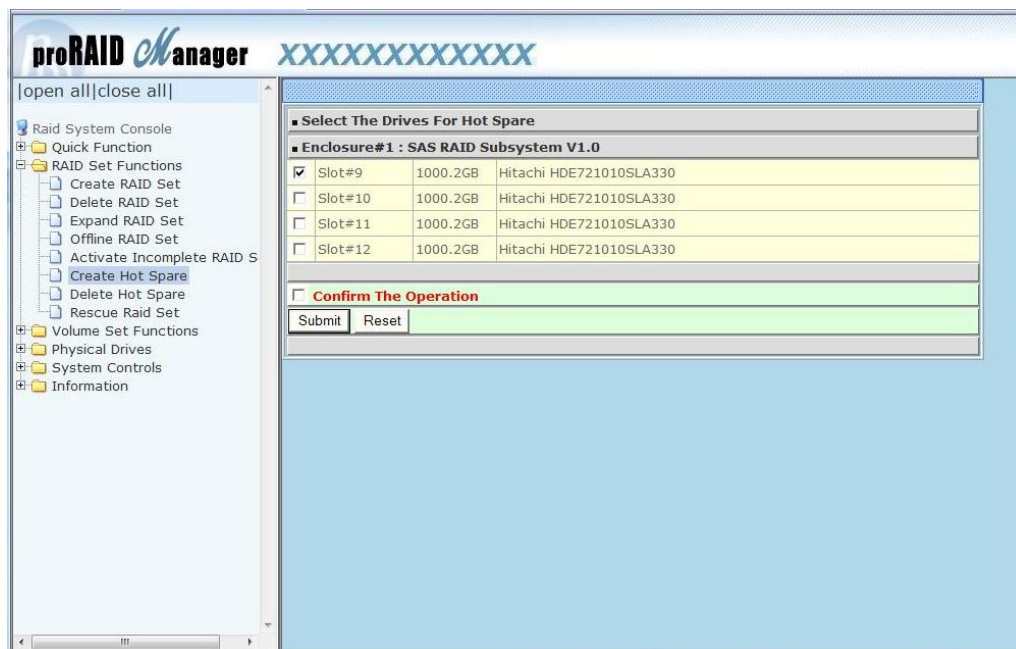 proRAID Manager XXXXXXXXXXXX
|open all|close all|
Raid System Console
Quick Function
RAID Set Functions
Create RAID Set
Delete RAID Set
Expand RAID Set
Offline RAID Set
Activate Incomplete RAID S
Create Hot Spare
Delete Hot Spare
Rescue Raid Set
Volume Set Functions
Physical Drives
System Controls
Information
Select The Drives For Hot Spare
Enclosure#1 : SAS RAID Subsystem V1.0
Slot#9 1000.2GB Hitachi HDE721010SLA330
Slot#10 1000.2GB Hitachi HDE721010SLA330
Slot#11 1000.2GB Hitachi HDE721010SLA330
Slot#12 1000.2GB Hitachi HDE721010SLA330
Confirm The Operation
Submit Reset